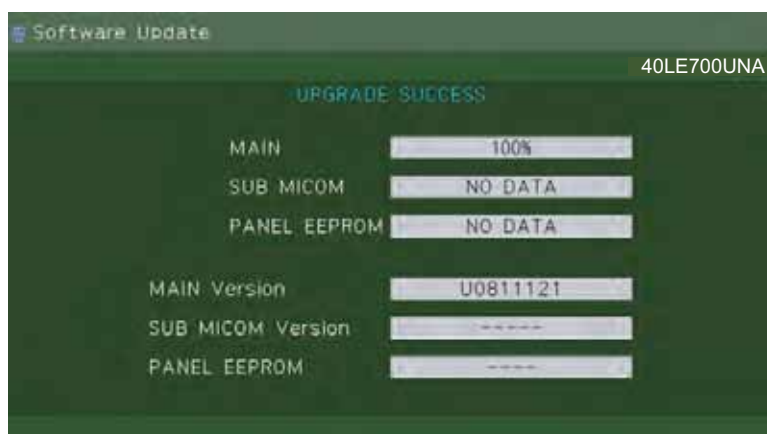 Software Update
40LE700UNA
UPGRADE SUCCESS
MAIN 100%
SUB MICOM NO DATA
PANEL EEPROM NO DATA
MAIN Version U0811121
SUB MICOM Version -----
PANEL EEPROM ----